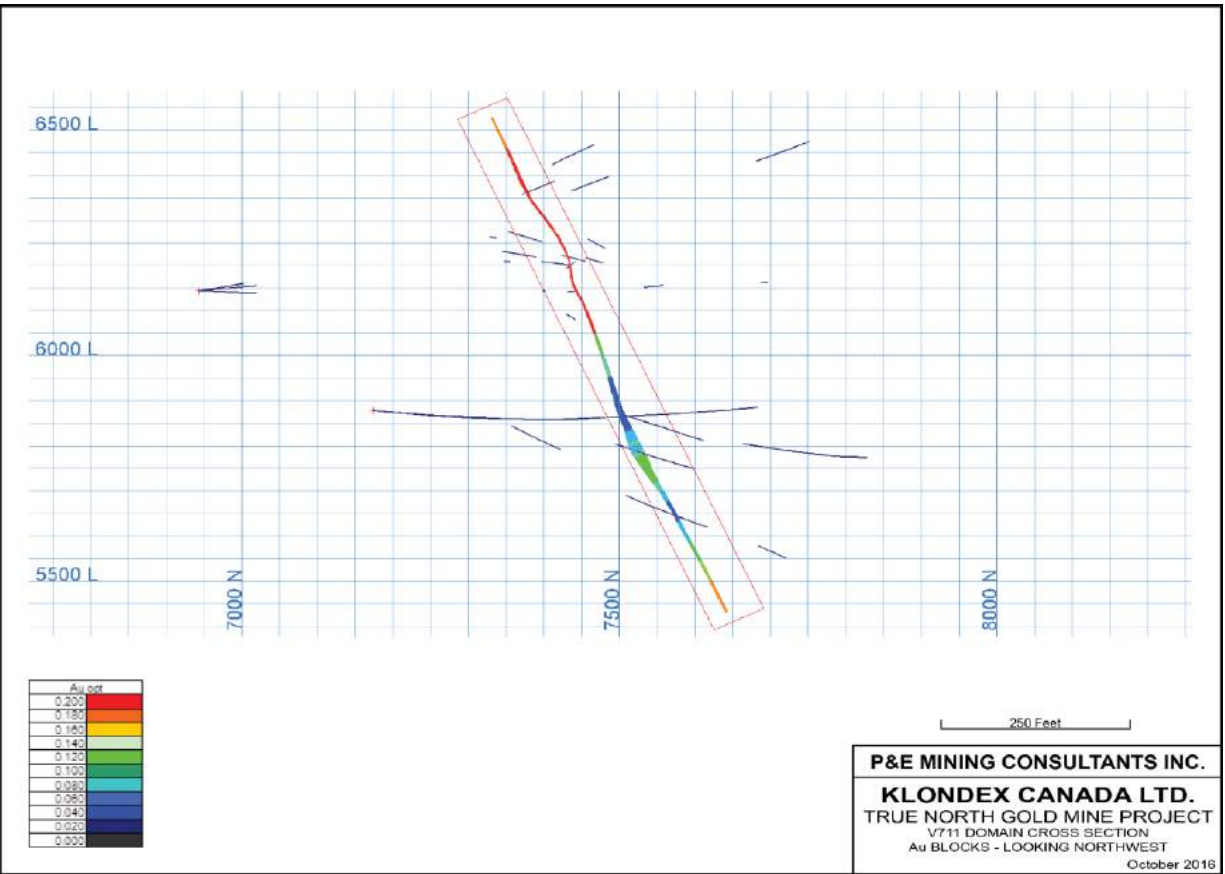 6500 L
6000 L
5500 L
7000 N
7500 N
8000 N
Au opt
0.200
0.180
0.160
0.140
0.120
0.100
0.080
0.060
0.040
0.020
0.000
250 Feet
P&E MINING CONSULTANTS INC.
KLONDEX CANADA LTD.
TRUE NORTH GOLD MINE PROJECT
V711 DOMAIN CROSS SECTION
Au BLOCKS - LOOKING NORTHWEST
October 2016